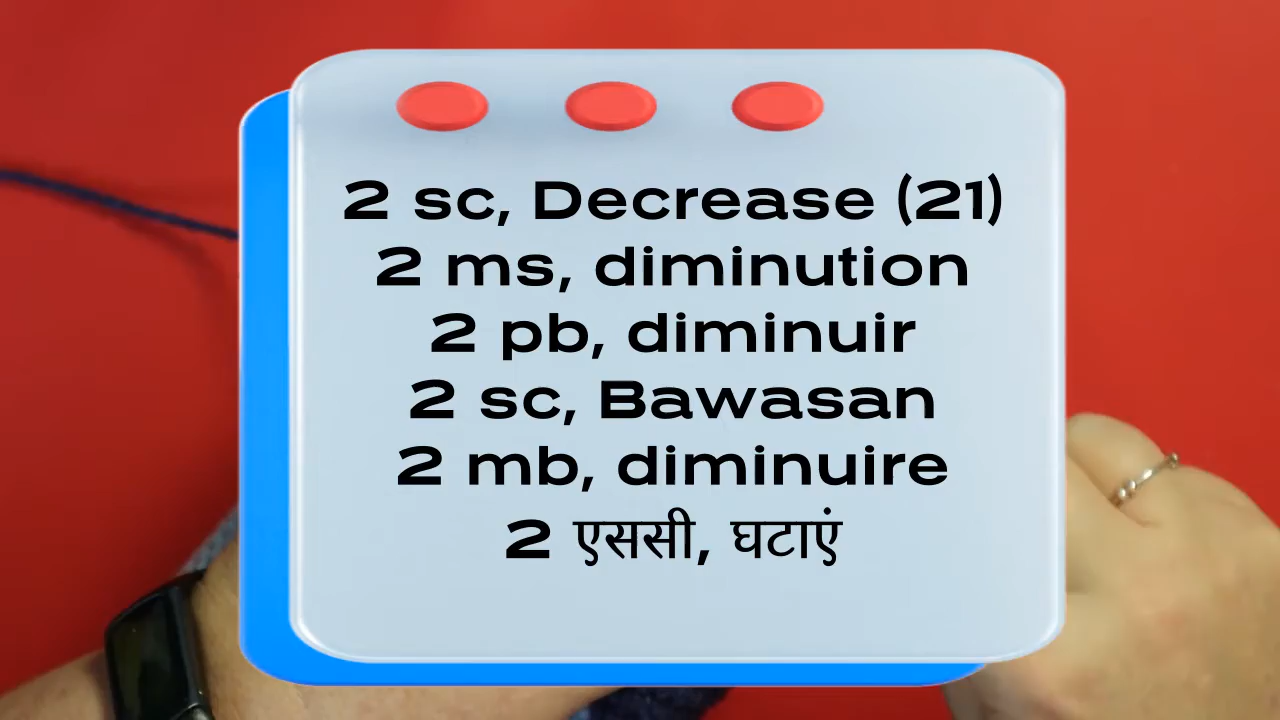 2 sc, Decrease (21)
2 ms, diminution
2 pb, diminuir
2 sc, Bawasan
2 mb, diminuire
2 एससी, घटाएं